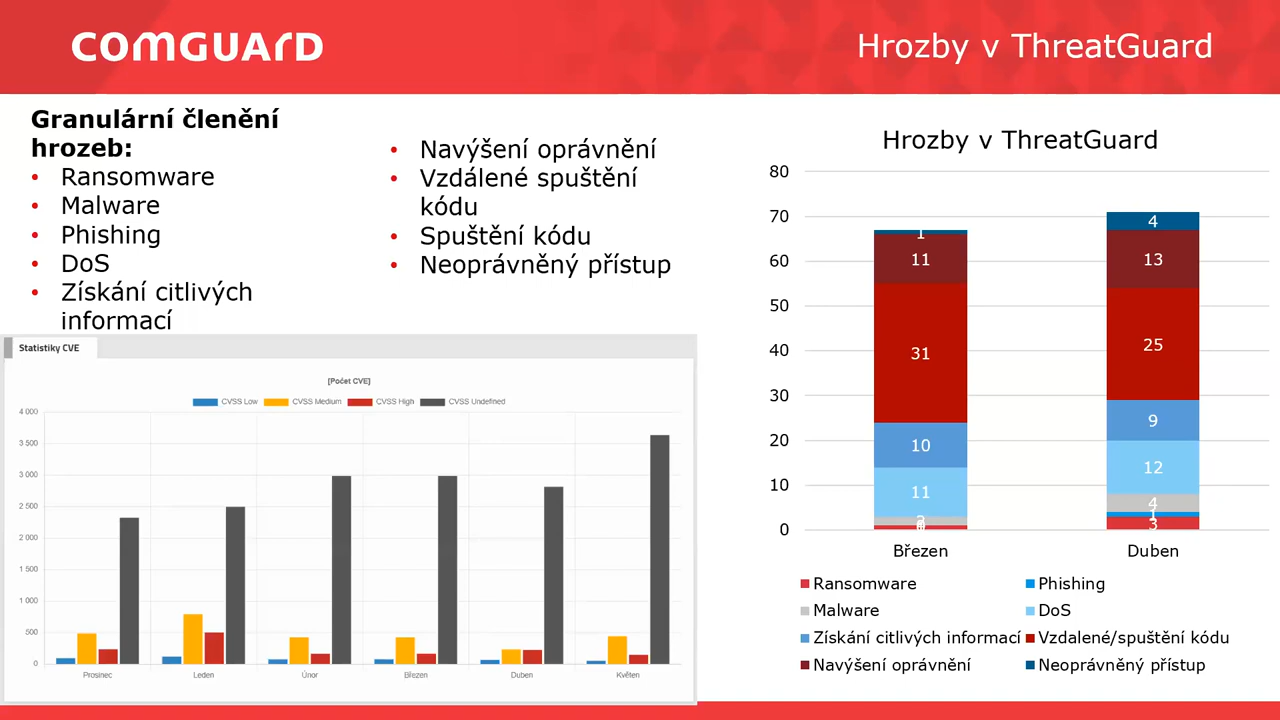 COMGUARD
Hrozby v ThreatGuard
Granulární členění
hrozeb:
• Ransomware
• Malware
• Phishing
• DoS
• Získání citlivých
informací
• Navýšení oprávnění
• Vzdálené spuštění
kódu
• Spuštění kódu
• Neoprávněný přístup
Statistiky CVE
[Počet CVE]
CVSS Low CVSS Medium CVSS High CVSS Undefined
4 000
3 500
3 000
2 500
2 000
1 500
1 000
500
0
Prosinec Leden Únor Březen Duben Květen
Hrozby v ThreatGuard
80
70
60
50
40
30
20
10
0
1
11
31
10
11
4
13
25
9
12
4
1
3
Březen Duben
Ransomware Phishing
Malware DoS
Získání citlivých informací Vzdalené/spuštění kódu
Navýšení oprávnění Neoprávněný přístup